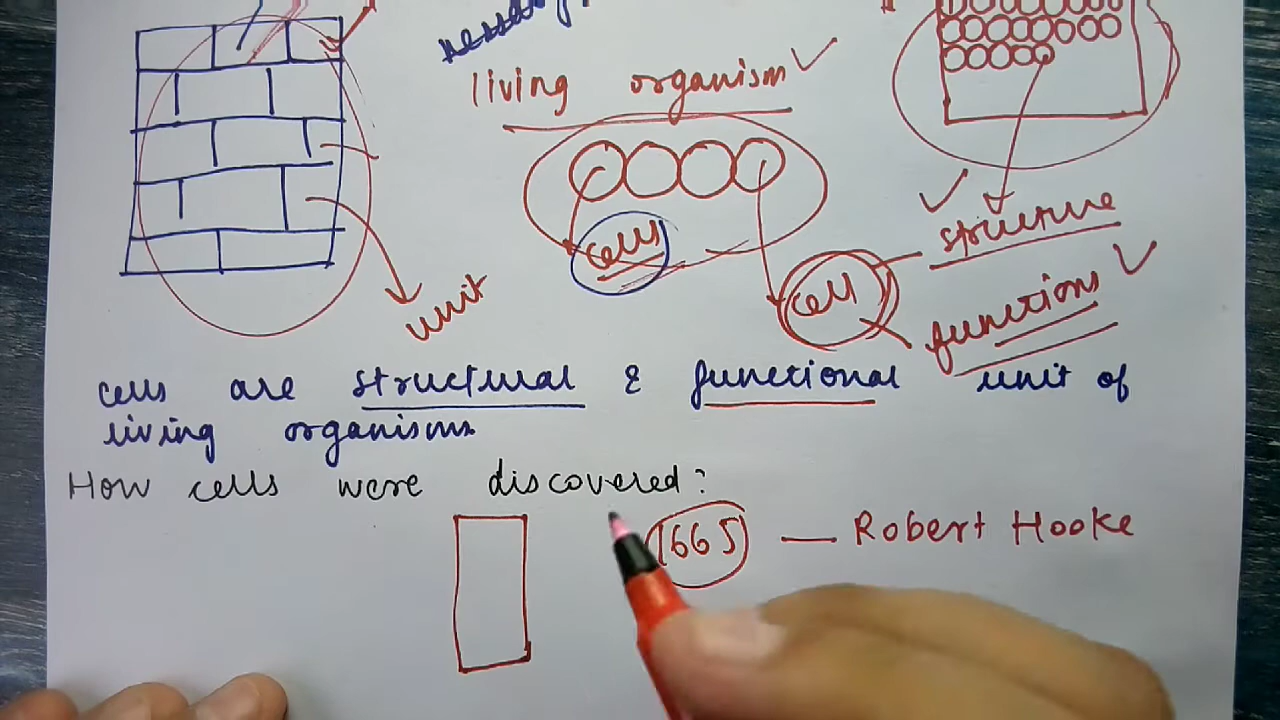 living organism
cells
cell
structure
functions
unit
cells are structural & functional unit of
living organisms
How cells were discovered?
1665 — Robert Hooke